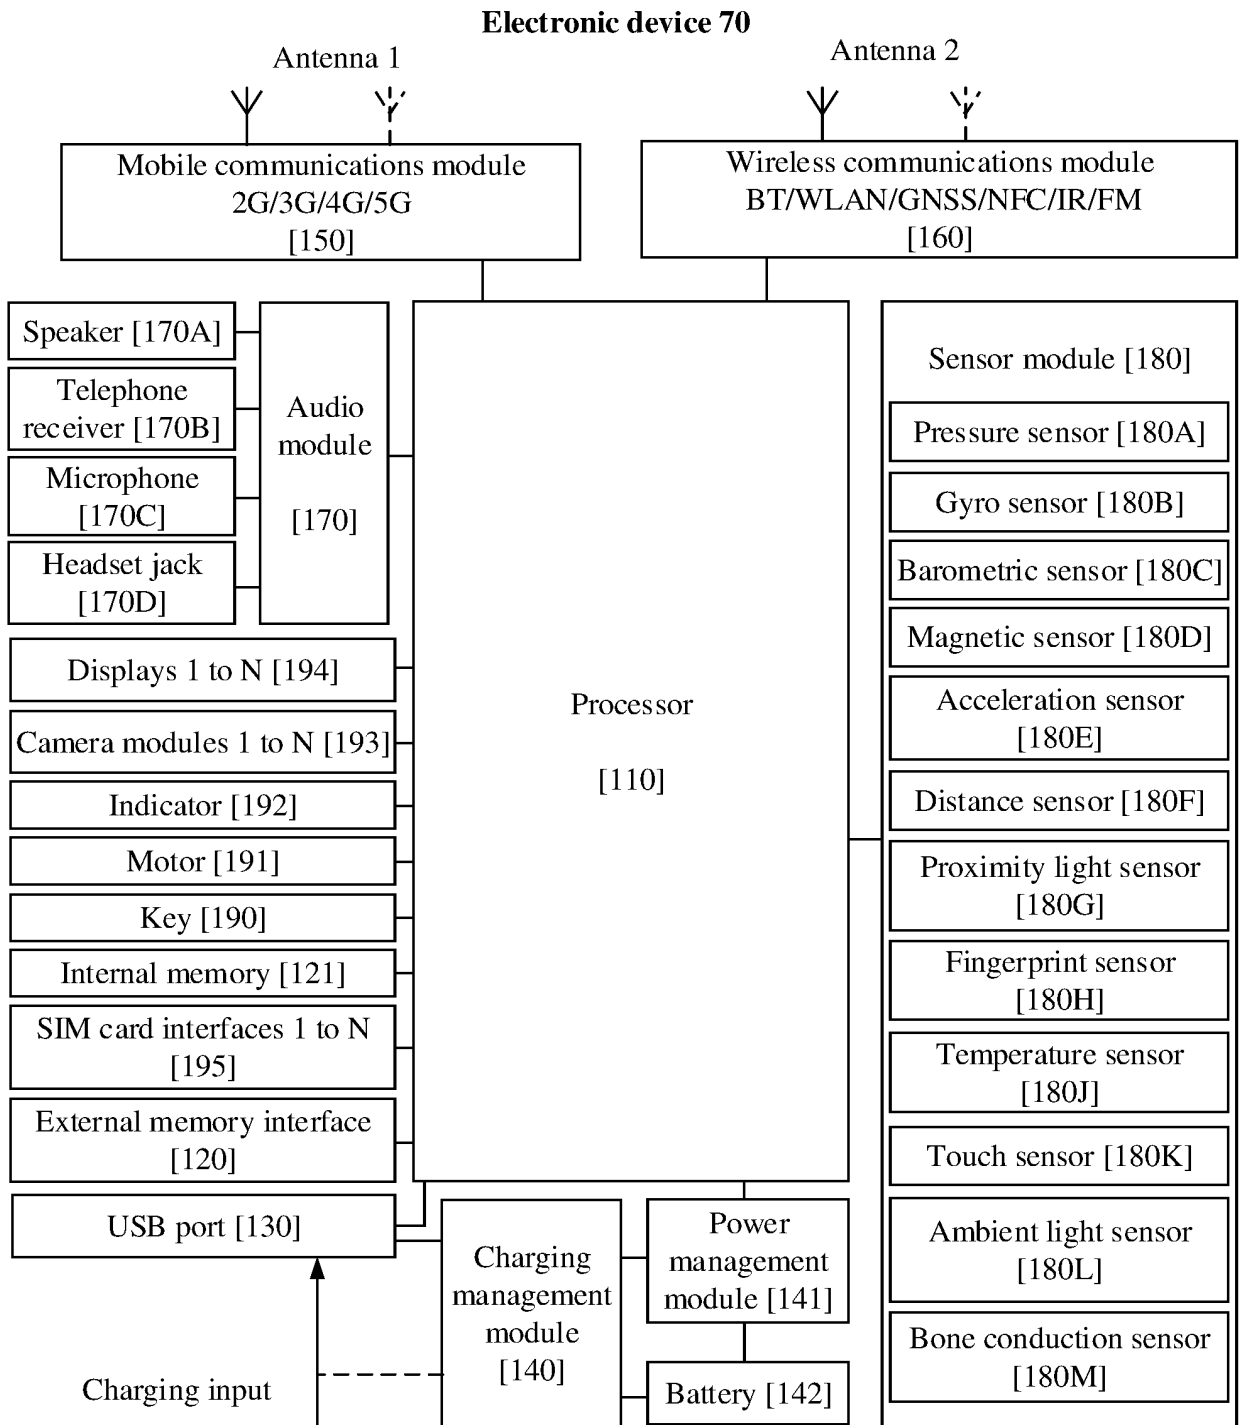 Electronic device 70
Antenna 1
Antenna 2
Mobile communications module
2G/3G/4G/5G
[150]
Wireless communications module
BT/WLAN/GNSS/NFC/IR/FM
[160]
Speaker [170A]
Telephone
receiver [170B]
Microphone
[170C]
Headset jack
[170D]
Audio
module
[170]
Displays 1 to N [194]
Camera modules 1 to N [193]
Indicator [192]
Motor [191]
Key [190]
Internal memory [121]
SIM card interfaces 1 to N
[195]
External memory interface
[120]
USB port [130]
Charging input
Processor
[110]
Charging
management
module
[140]
Power
management
module [141]
Battery [142]
Sensor module [180]
Pressure sensor [180A]
Gyro sensor [180B]
Barometric sensor [180C]
Magnetic sensor [180D]
Acceleration sensor
[180E]
Distance sensor [180F]
Proximity light sensor
[180G]
Fingerprint sensor
[180H]
Temperature sensor
[180J]
Touch sensor [180K]
Ambient light sensor
[180L]
Bone conduction sensor
[180M]